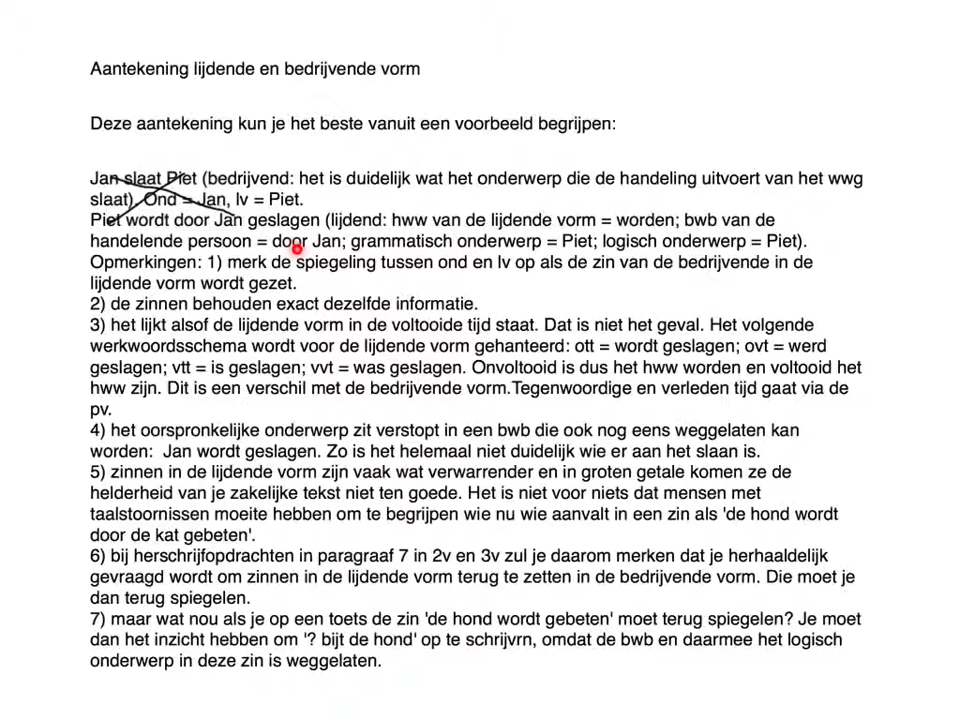 Aantekening lijdende en bedrijvende vorm
Deze aantekening kun je het beste vanuit een voorbeeld begrijpen:
Jan slaat Piet (bedrijvend: het is duidelijk wat het onderwerp die de handeling uitvoert van het wwg
slaat). Ond = Jan, lv = Piet.
Piet wordt door Jan geslagen (lijdend: hww van de lijdende vorm = worden; bwb van de
handelende persoon = door Jan; grammatisch onderwerp = Piet; logisch onderwerp = Piet).
Opmerkingen: 1) merk de spiegeling tussen ond en lv op als de zin van de bedrijvende in de
lijdende vorm wordt gezet.
2) de zinnen behouden exact dezelfde informatie.
3) het lijkt alsof de lijdende vorm in de voltooide tijd staat. Dat is niet het geval. Het volgende
werkwoordsschema wordt voor de lijdende vorm gehanteerd: ott = wordt geslagen; ovt = werd
geslagen; vtt = is geslagen; vvt = was geslagen. Onvoltooid is dus het hww worden en voltooid het
hww zijn. Dit is een verschil met de bedrijvende vorm.Tegenwoordige en verleden tijd gaat via de
pv.
4) het oorspronkelijke onderwerp zit verstopt in een bwb die ook nog eens weggelaten kan
worden:  Jan wordt geslagen. Zo is het helemaal niet duidelijk wie er aan het slaan is.
5) zinnen in de lijdende vorm zijn vaak wat verwarrender en in groten getale komen ze de
helderheid van je zakelijke tekst niet ten goede. Het is niet voor niets dat mensen met
taalstoornissen moeite hebben om te begrijpen wie nu wie aanvalt in een zin als 'de hond wordt
door de kat gebeten'.
6) bij herschrijfopdrachten in paragraaf 7 in 2v en 3v zul je daarom merken dat je herhaaldelijk
gevraagd wordt om zinnen in de lijdende vorm terug te zetten in de bedrijvende vorm. Die moet je
dan terug spiegelen.
7) maar wat nou als je op een toets de zin 'de hond wordt gebeten' moet terug spiegelen? Je moet
dan het inzicht hebben om '? bijt de hond' op te schrijvrn, omdat de bwb en daarmee het logisch
onderwerp in deze zin is weggelaten.